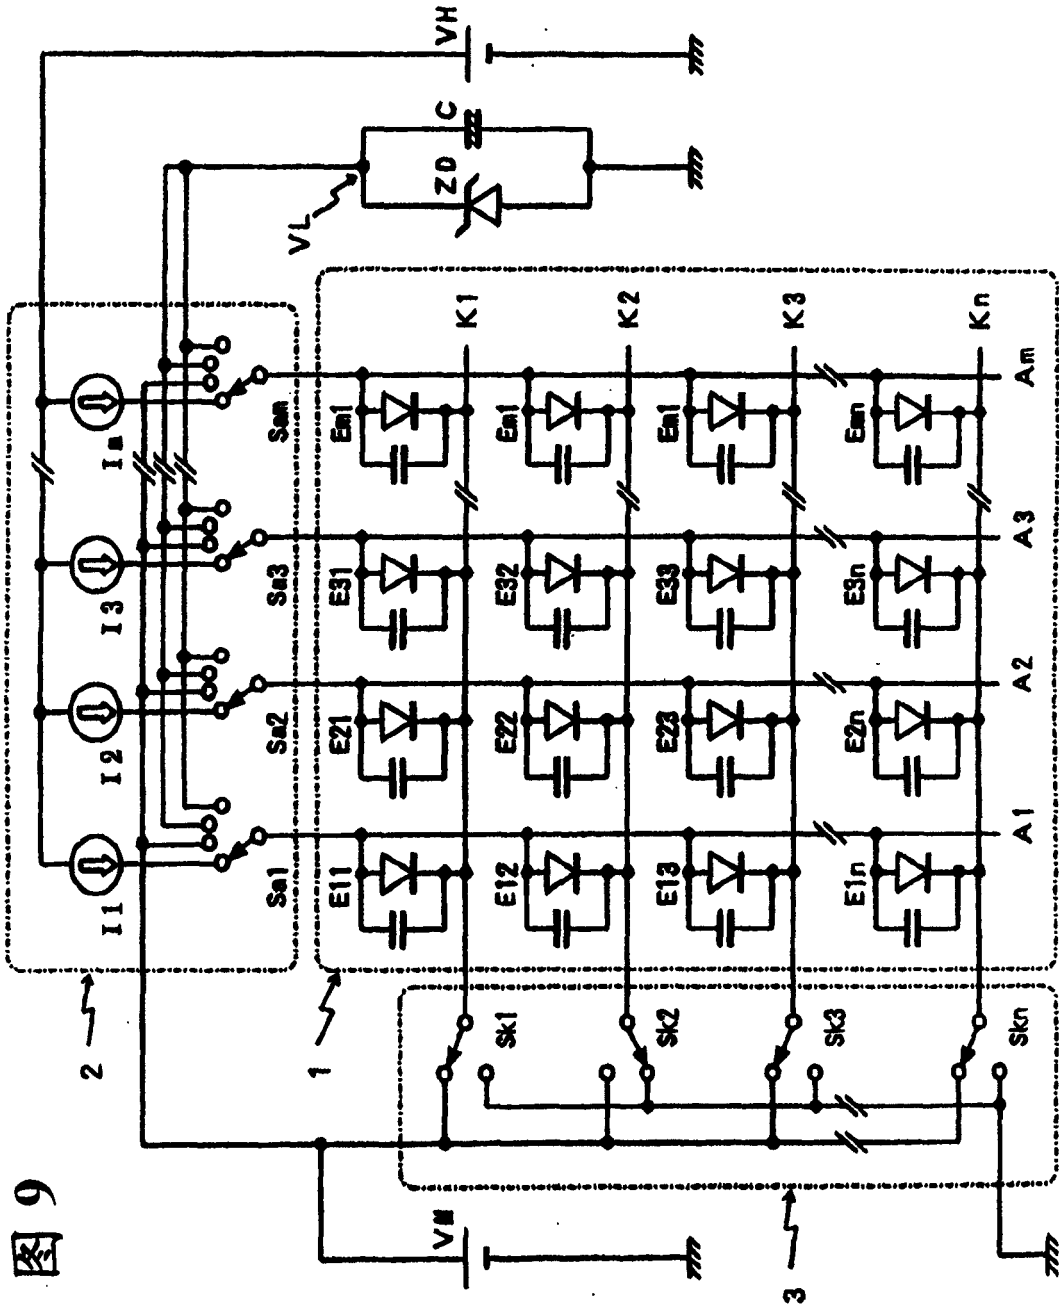 图 9
2
I1 I2 I3 Im
Sa1 Sa2 Sa3 Sam
VL
1
E11 E21 E31 Em1
VM ZD C VH
K1
Sk1 E12 E22 E32 Em1
K2
Sk2 E13 E23 E33 Em1
3
K3
Sk3 E1n E2n E3n Emn
Kn
Skn A1 A2 A3 Am